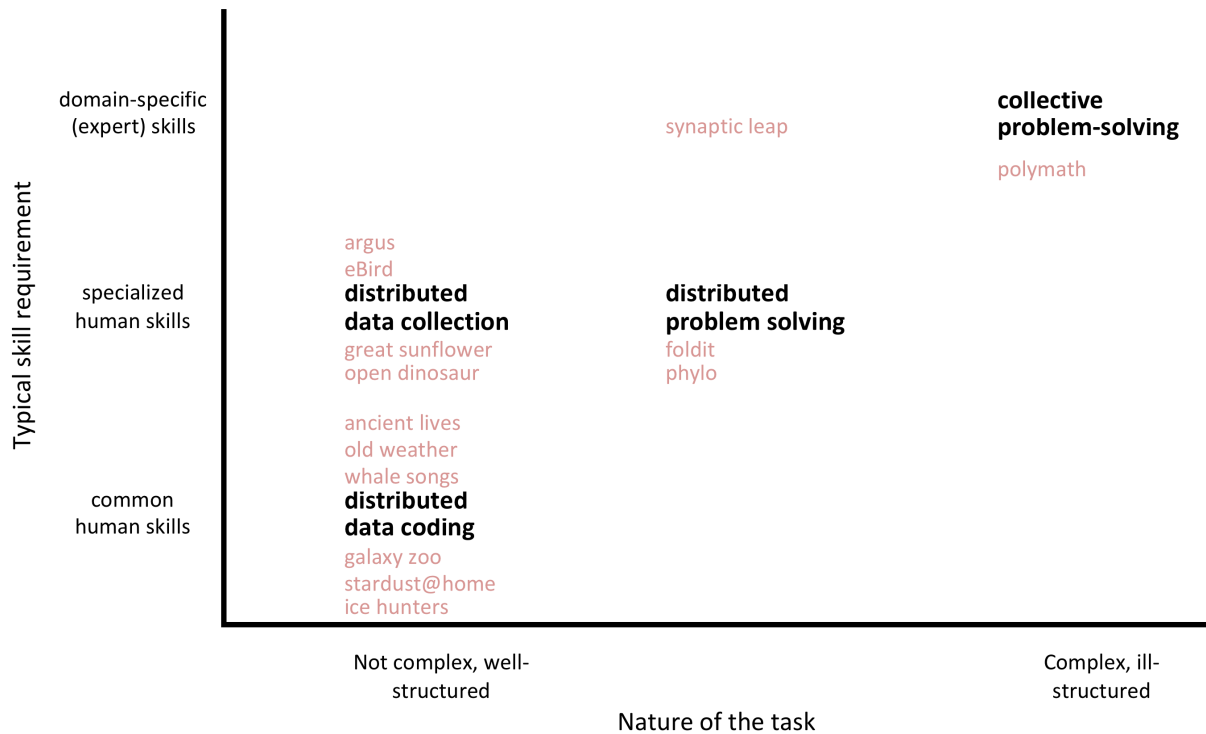 domain-specific
(expert) skills
synaptic leap
collective
problem-solving
polymath
Typical skill requirement
argus
eBird
specialized
human skills
distributed
data collection
great sunflower
open dinosaur
distributed
problem solving
foldit
phylo
ancient lives
old weather
whale songs
common
human skills
distributed
data coding
galaxy zoo
stardust@home
ice hunters
Not complex, well-
structured
Complex, ill-
structured
Nature of the task